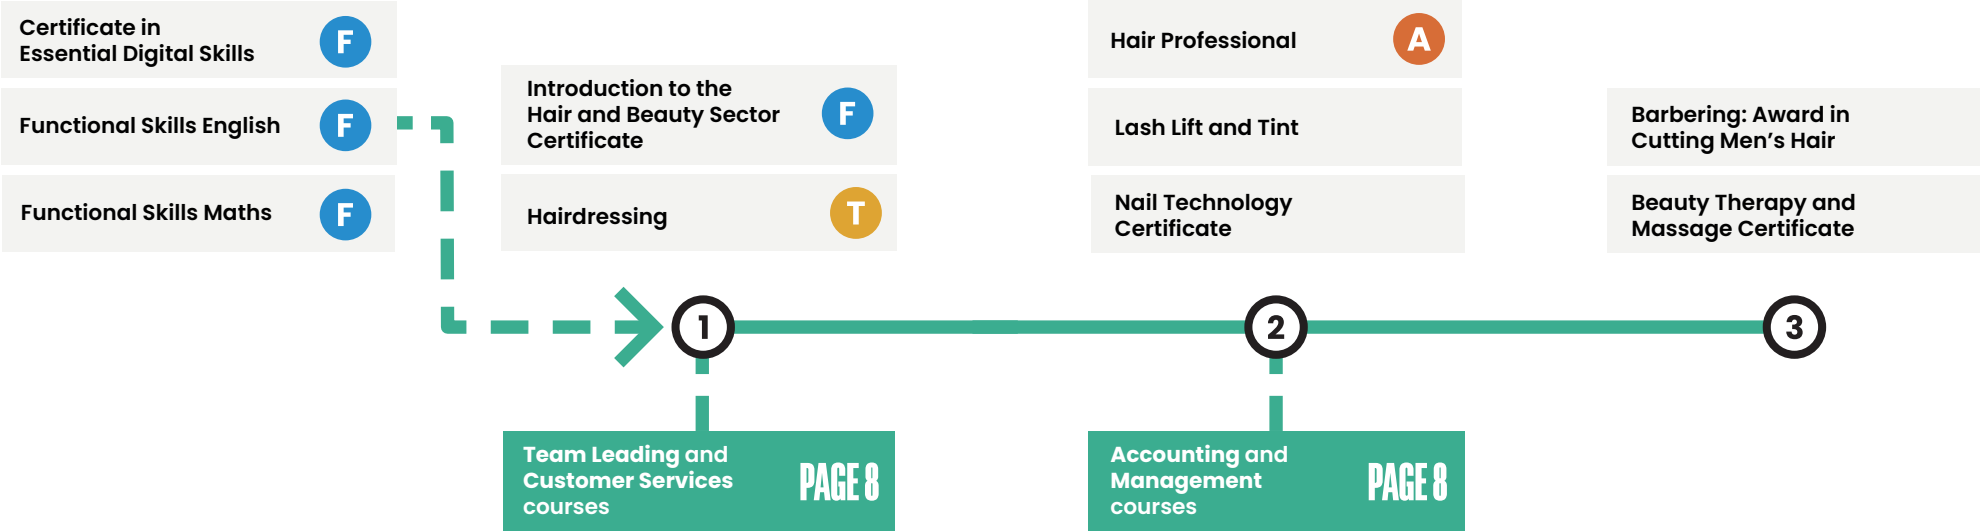 Certificate in
Essential Digital Skills
F
Functional Skills English
F
Functional Skills Maths
F
Introduction to the
Hair and Beauty Sector
Certificate
F
Hairdressing
T
Hair Professional
A
Lash Lift and Tint
Nail Technology
Certificate
Barbering: Award in
Cutting Men’s Hair
Beauty Therapy and
Massage Certificate
1
2
3
Team Leading and
Customer Services
courses
PAGE 8
Accounting and
Management
courses
PAGE 8